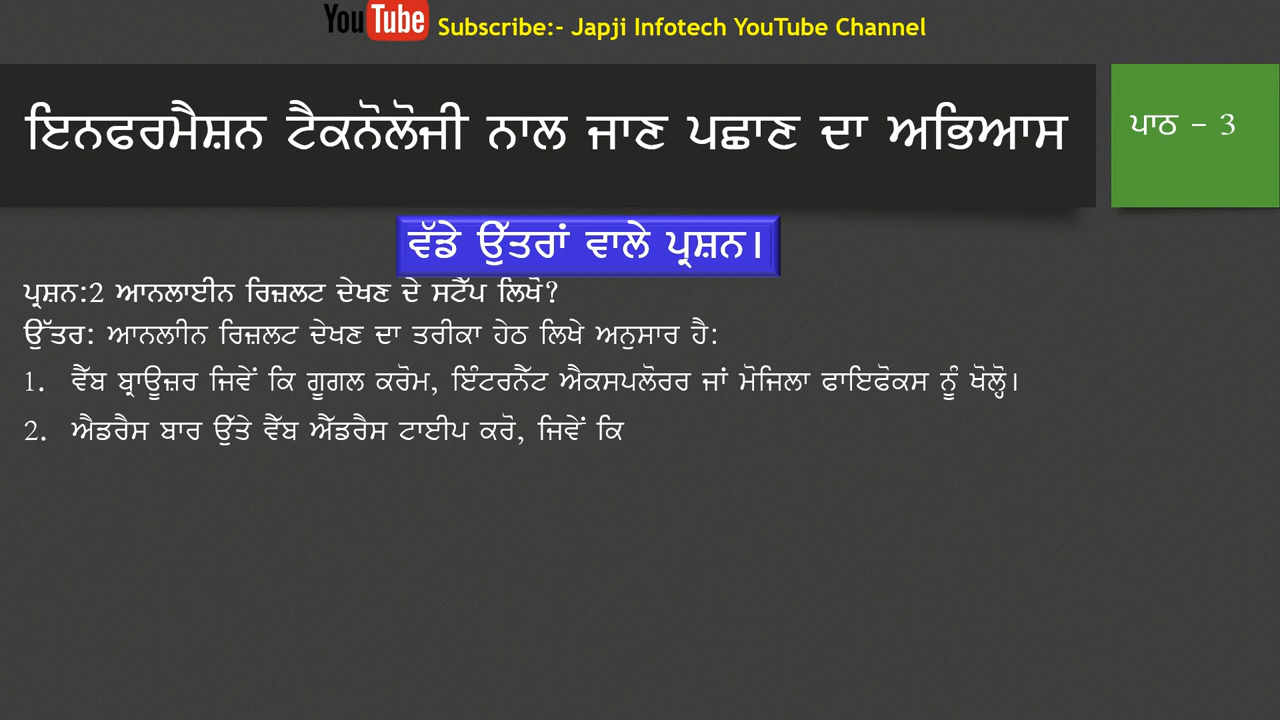 YouTube Subscribe:- Japji Infotech YouTube Channel
ਇਨਫਰਮੈਸ਼ਨ ਟੈਕਨੋਲੋਜੀ ਨਾਲ ਜਾਣ ਪਛਾਣ ਦਾ ਅਭਿਆਸ
ਪਾਠ - 3
ਵੱਡੇ ਉੱਤਰਾਂ ਵਾਲੇ ਪ੍ਰਸ਼ਨ।
ਪ੍ਰਸ਼ਨ:2 ਆਨਲਾਈਨ ਰਿਜ਼ਲਟ ਦੇਖਣ ਦੇ ਸਟੈੱਪ ਲਿਖੋ?
ਉੱਤਰ: ਆਨਲਾੀਨ ਰਿਜ਼ਲਟ ਦੇਖਣ ਦਾ ਤਰੀਕਾ ਹੇਠ ਲਿਖੇ ਅਨੁਸਾਰ ਹੈ:
1. ਵੈੱਬ ਬ੍ਰਾਊਜ਼ਰ ਜਿਵੇਂ ਕਿ ਗੂਗਲ ਕਰੋਮ, ਇੰਟਰਨੈੱਟ ਐਕਸਪਲੋਰਰ ਜਾਂ ਮੋਜਿਲਾ ਫਾਇਫੋਕਸ ਨੂੰ ਖੋਲ੍ਹੋ।
2. ਐਡਰੈਸ ਬਾਰ ਉੱਤੇ ਵੈੱਬ ਐੱਡਰੈਸ ਟਾਈਪ ਕਰੋ, ਜਿਵੇਂ ਕਿ